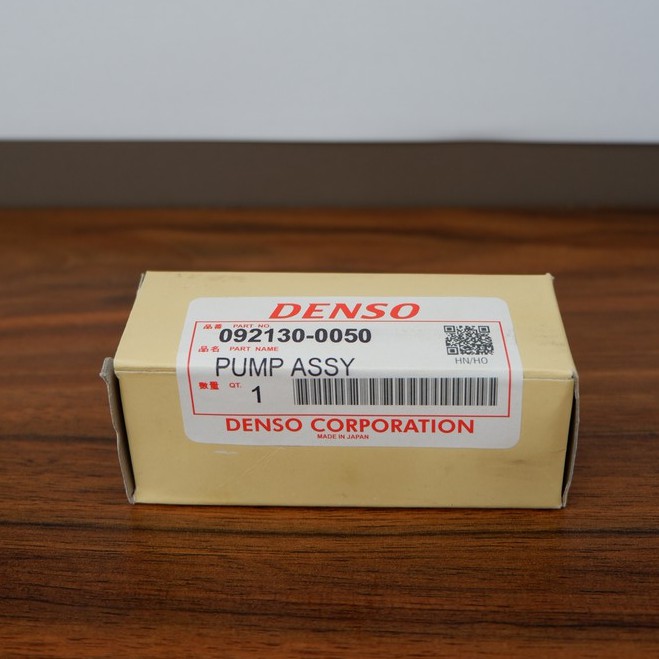 DENSO
品番 PART NO.
092130-0050
品名 PART NAME
PUMP ASSY
HN/HO
数量 QT.
1
DENSO CORPORATION
MADE IN JAPAN